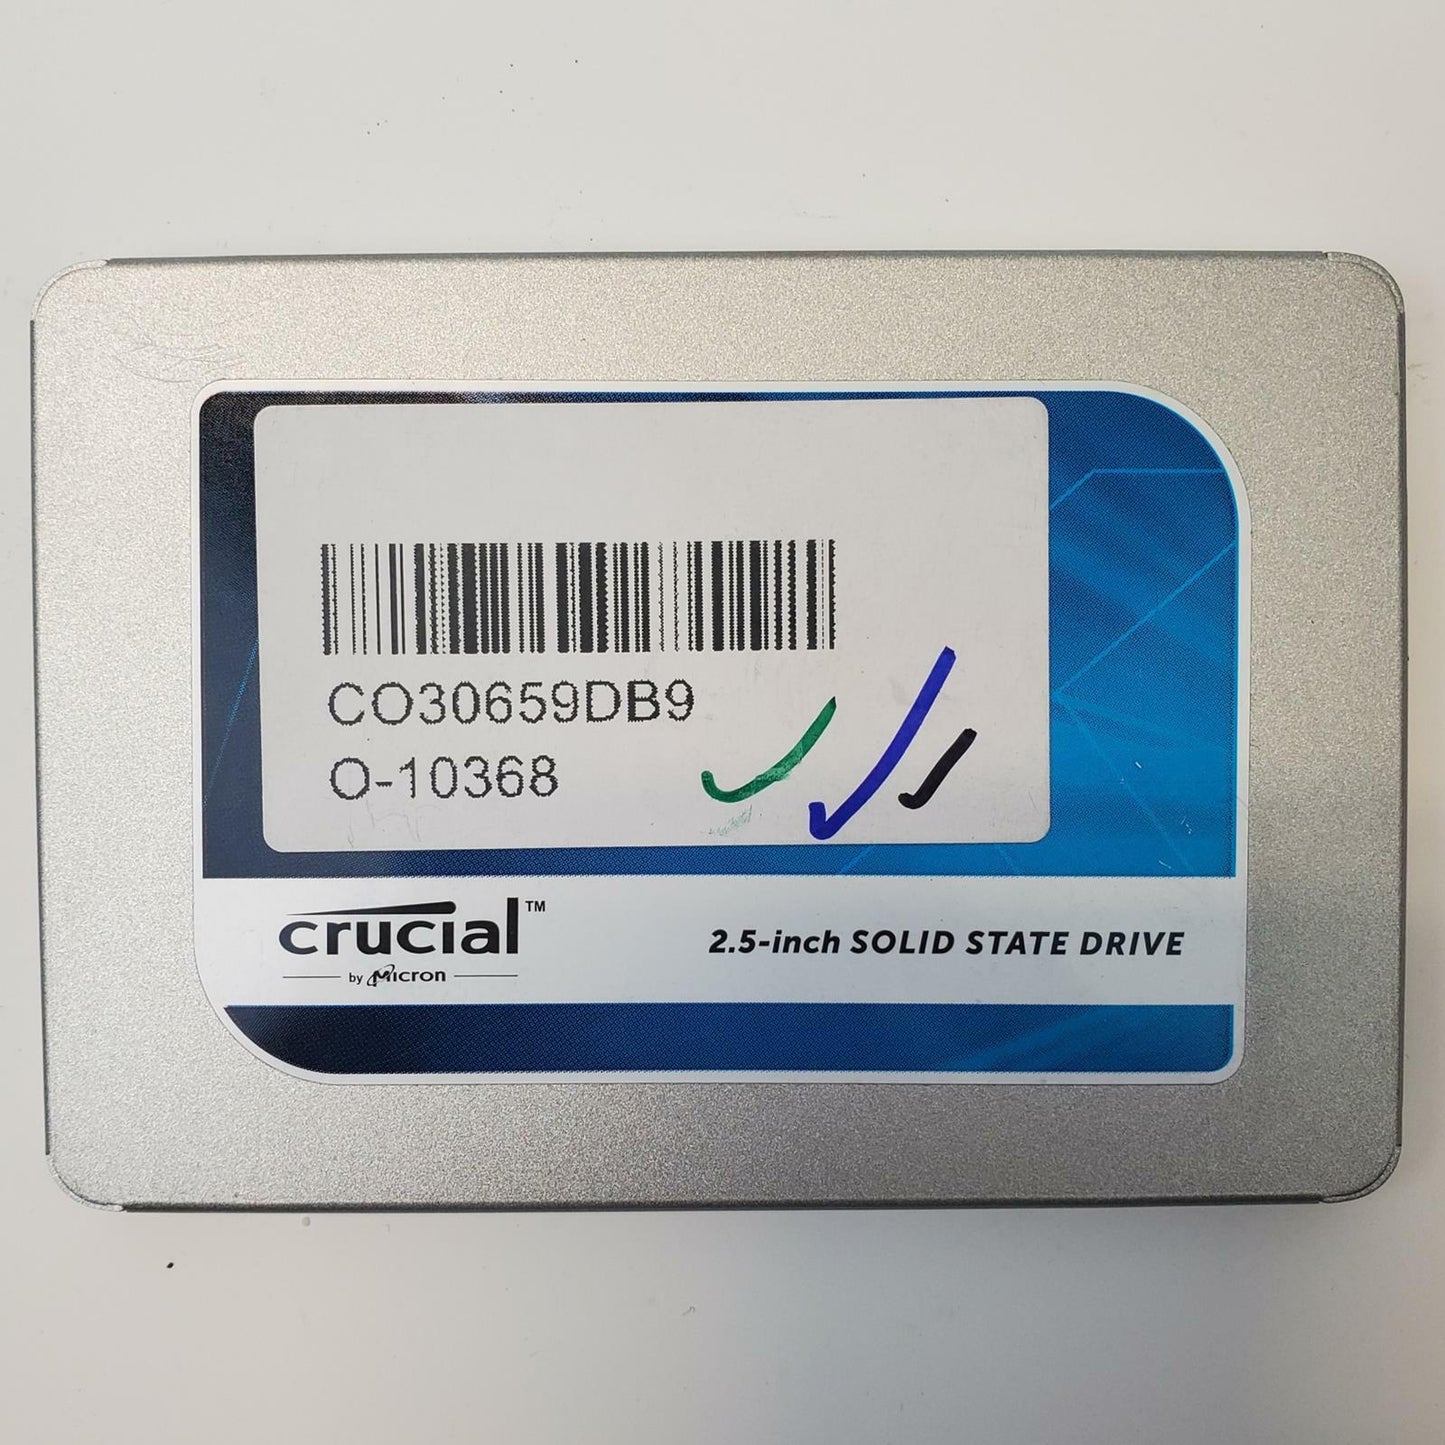 CO30659DB9
O-10368
crucial™
by Micron
2.5-inch SOLID STATE DRIVE